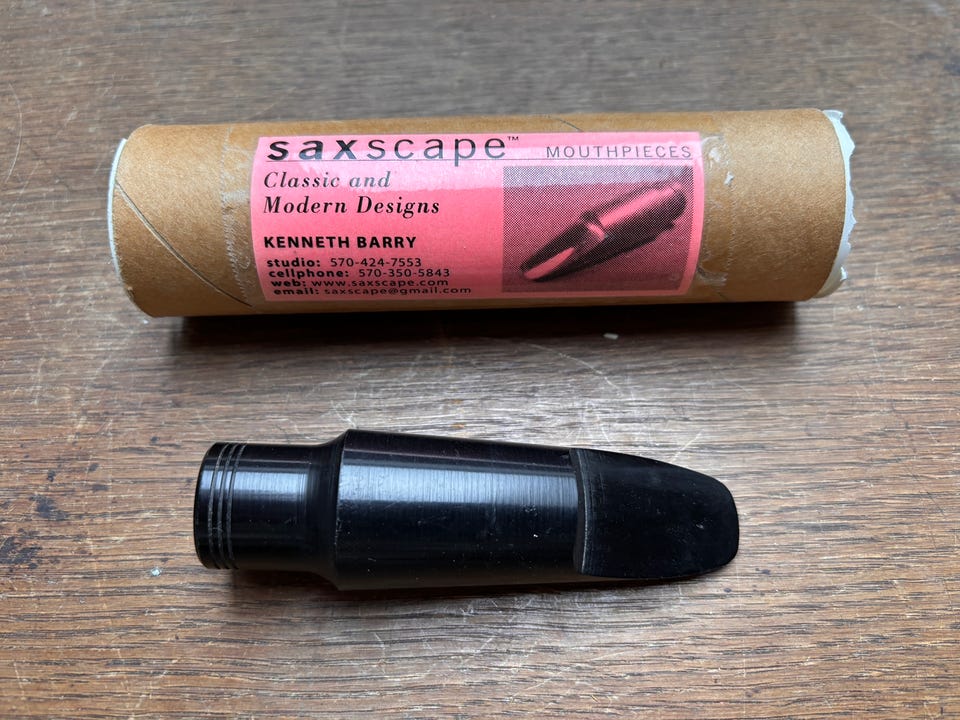 saxscape™ MOUTHPIECES
Classic and
Modern Designs
KENNETH BARRY
studio: 570-424-7553
cellphone: 570-350-5843
web: www.saxscape.com
email: saxscape@gmail.com